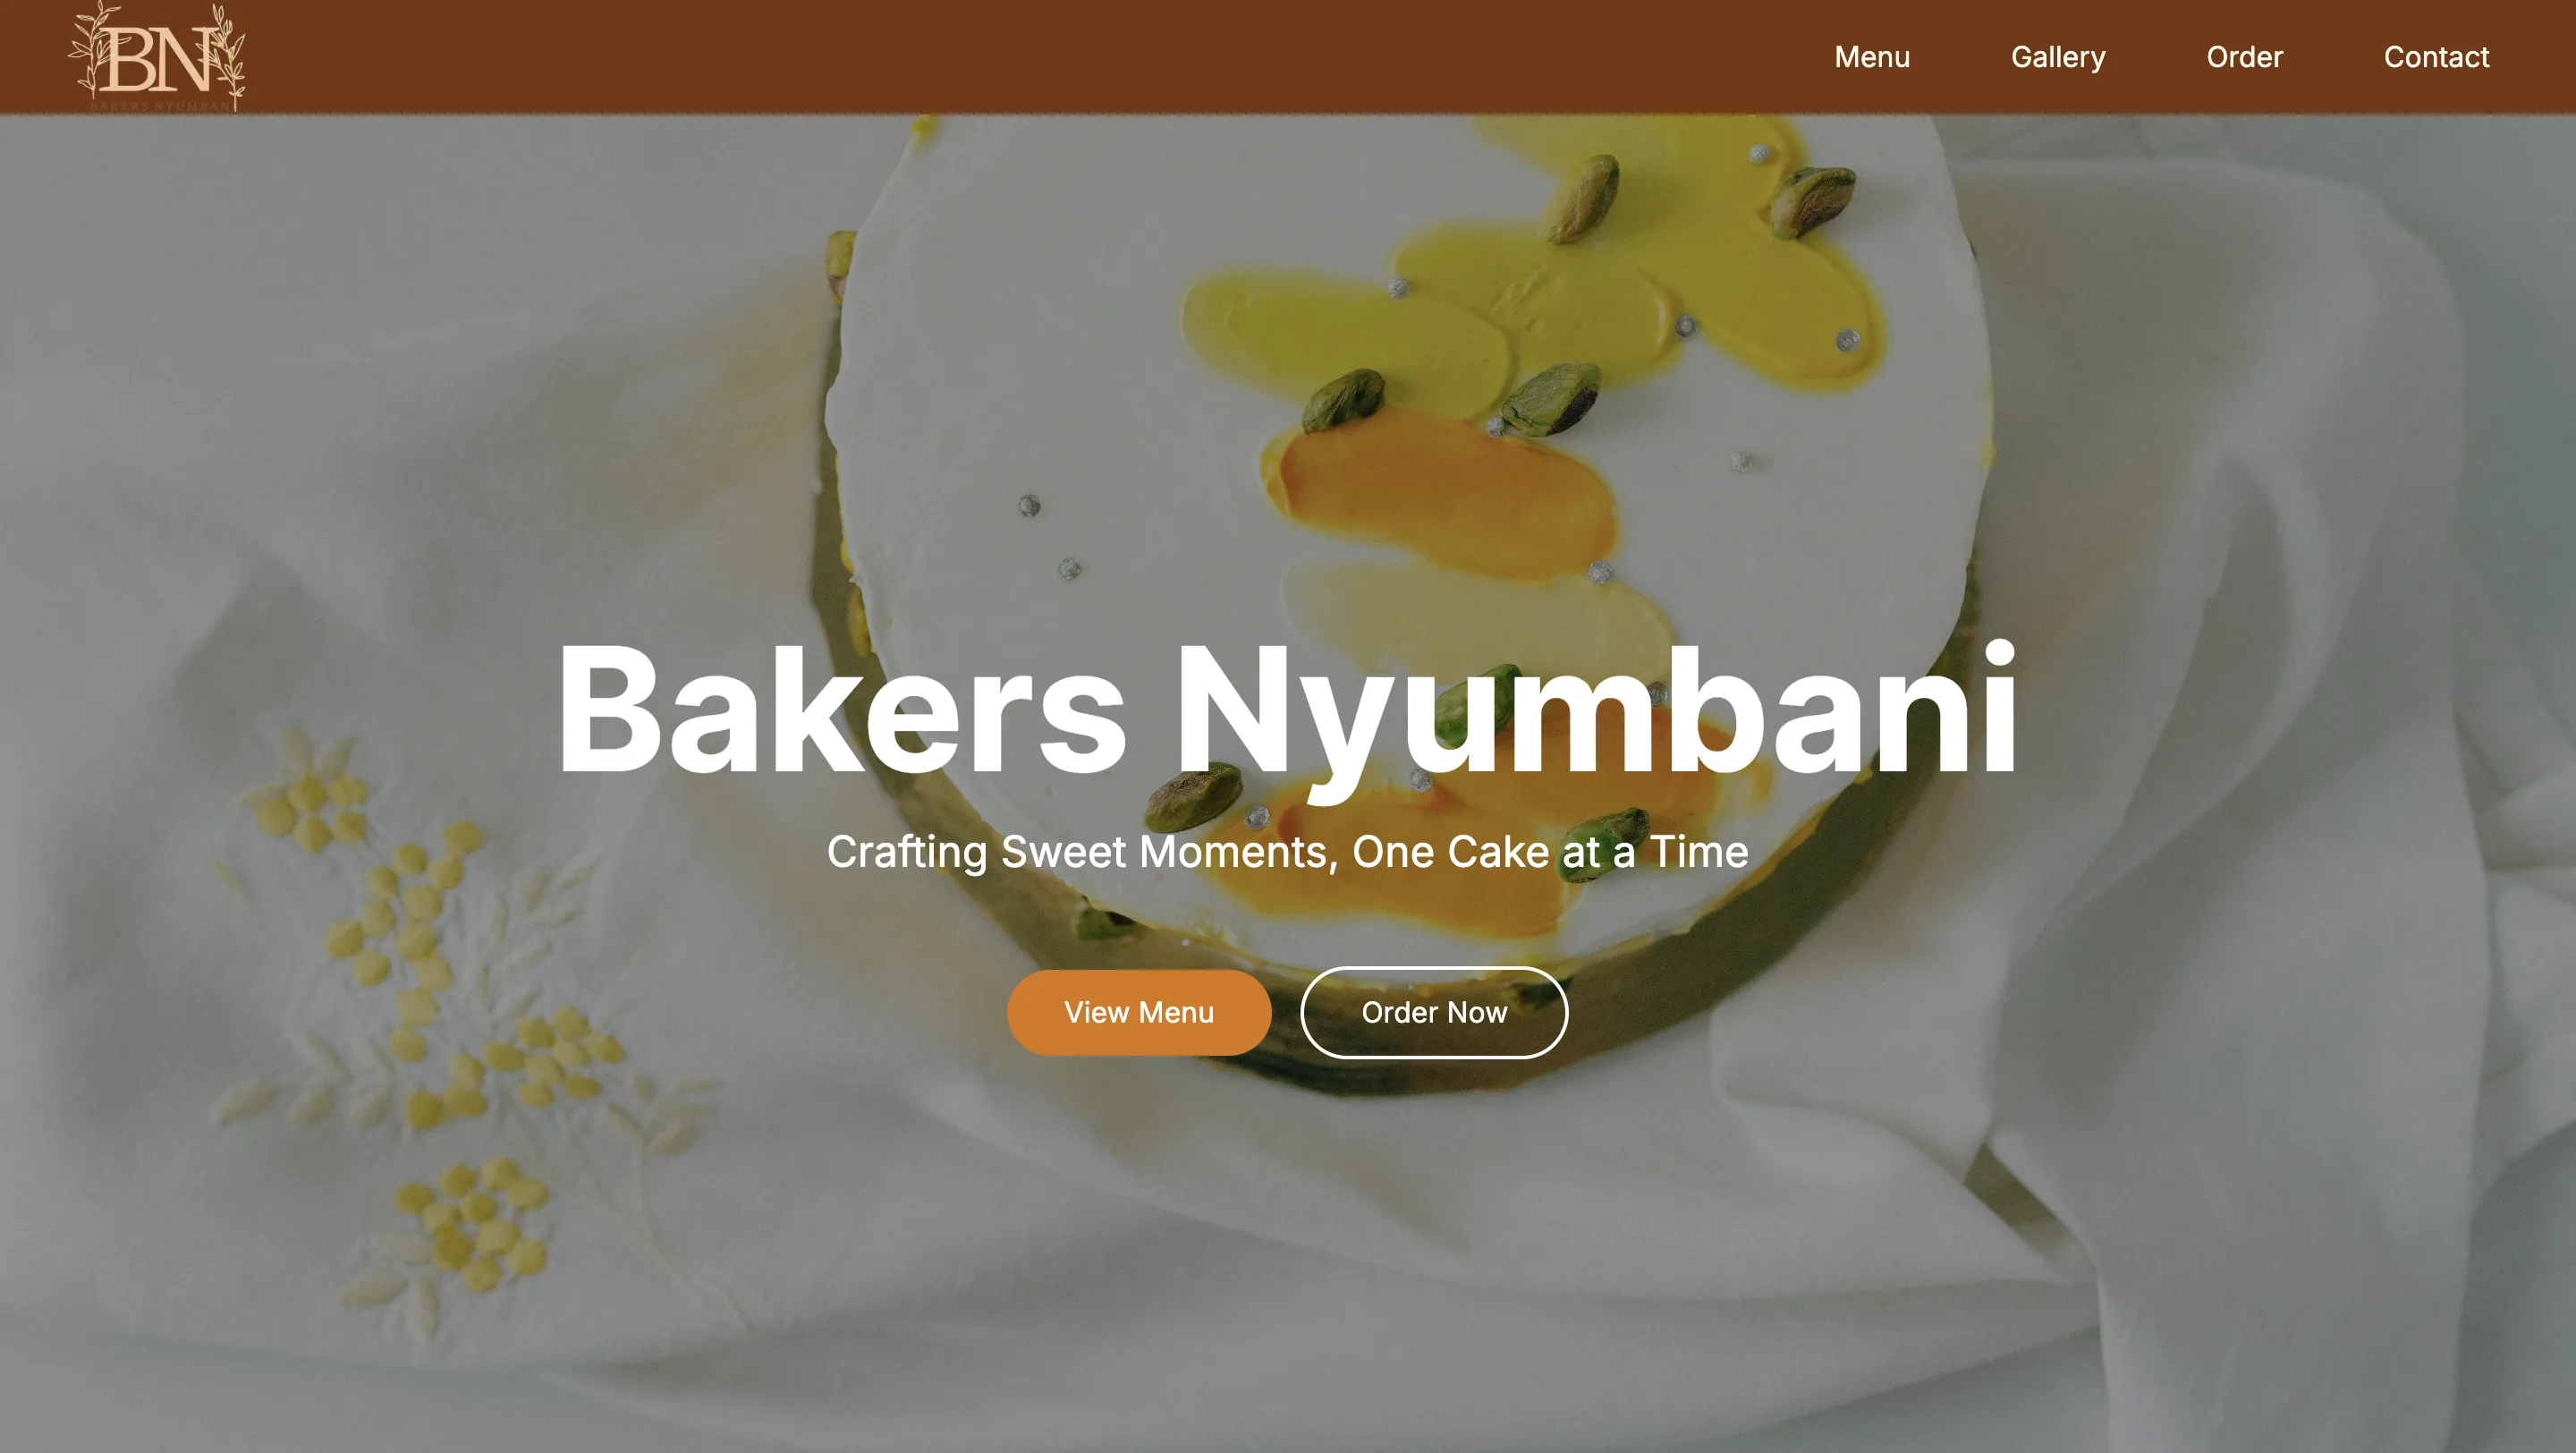 BN
BAKERS NYUMBANI
Menu
Gallery
Order
Contact
Bakers Nyumbani
Crafting Sweet Moments, One Cake at a Time
View Menu
Order Now